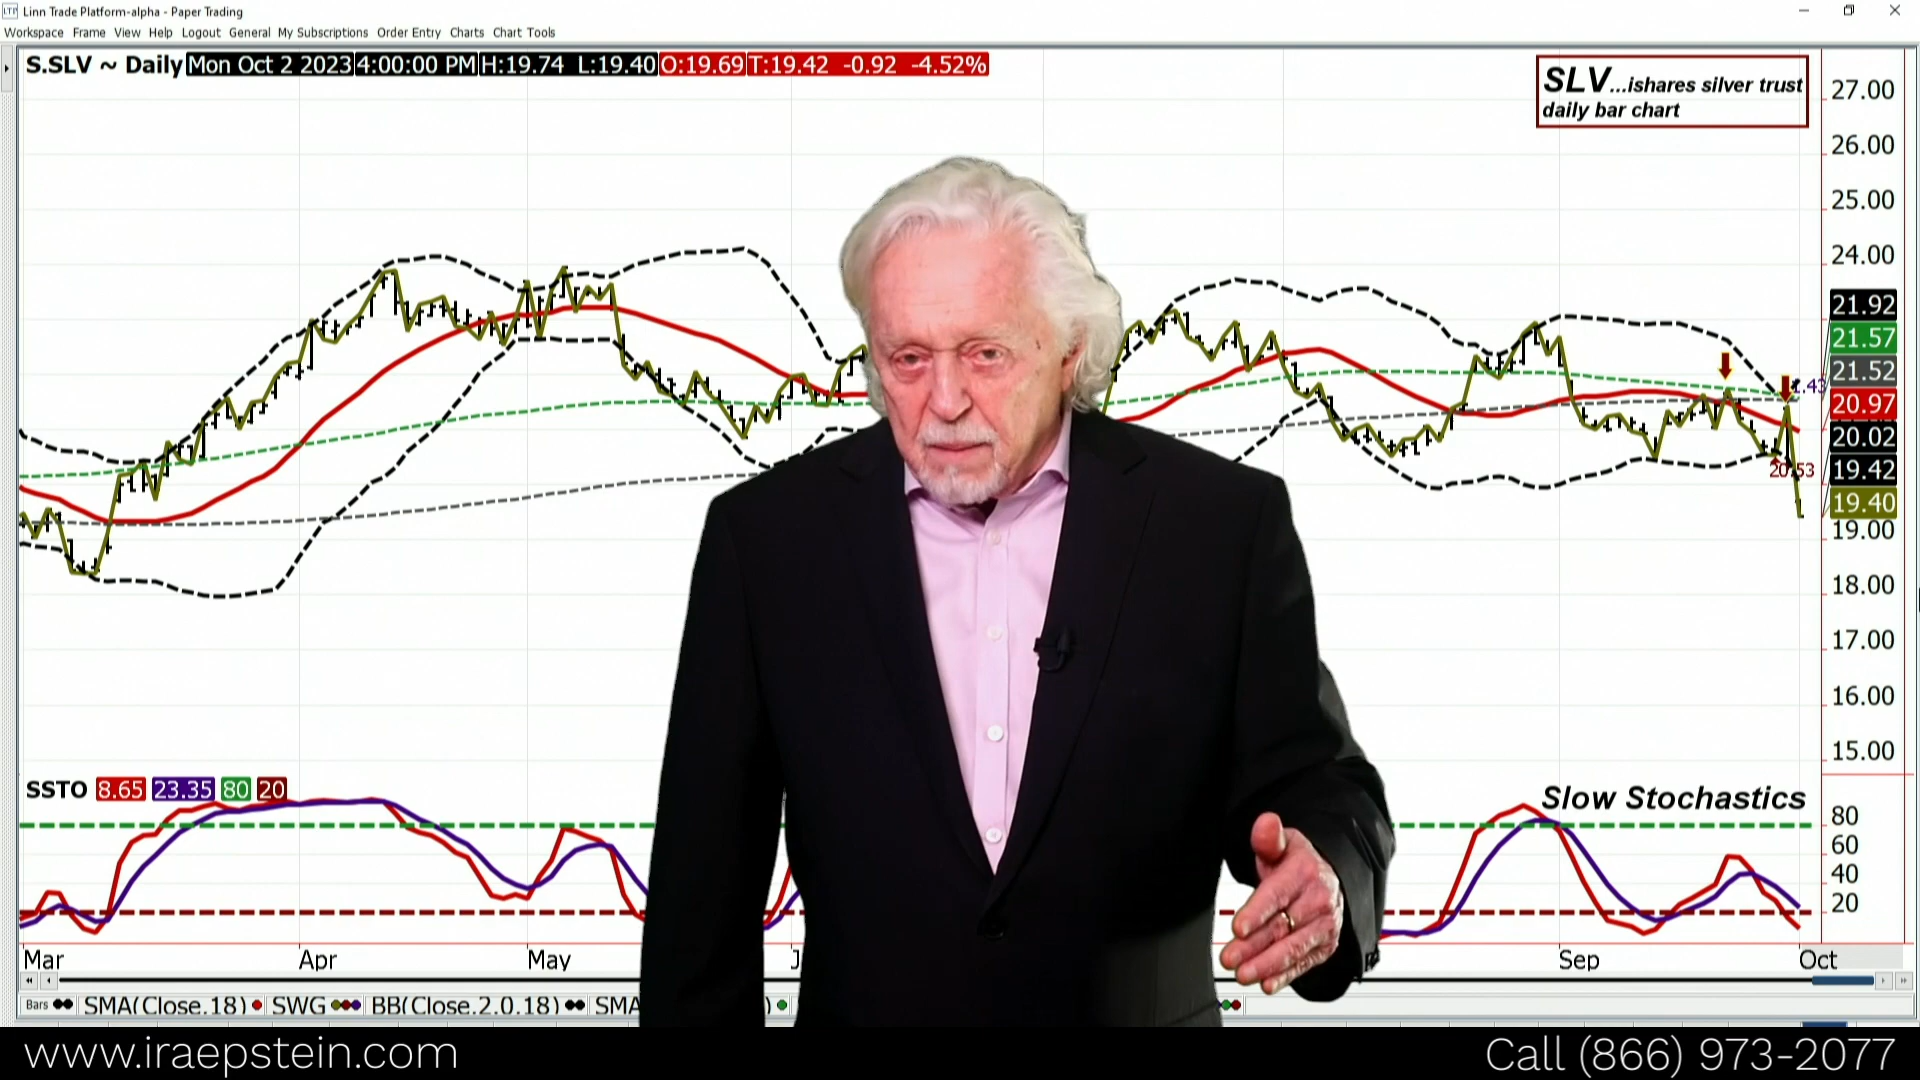 Linn Trade Platform-alpha - Paper Trading
Workspace Frame View Help Logout General My Subscriptions Order Entry Charts Chart Tools
S.SLV ~ Daily Mon Oct 2 2023 4:00:00 PM H:19.74 L:19.40 O:19.69 T:19.42 -0.92 -4.52%
SLV...ishares silver trust
daily bar chart
27.00
26.00
25.00
24.00
21.92
21.57
21.52
20.97
20.02
19.42
19.40
19.00
18.00
17.00
16.00
15.00
20.53
SSTO 8.65 23.35 80 20
Slow Stochastics
80
60
40
20
Mar Apr May Sep Oct
Bars SMA(Close.18) SWG BB(Close.2.0.18) SMA
www.iraepstein.com
Call (866) 973-2077